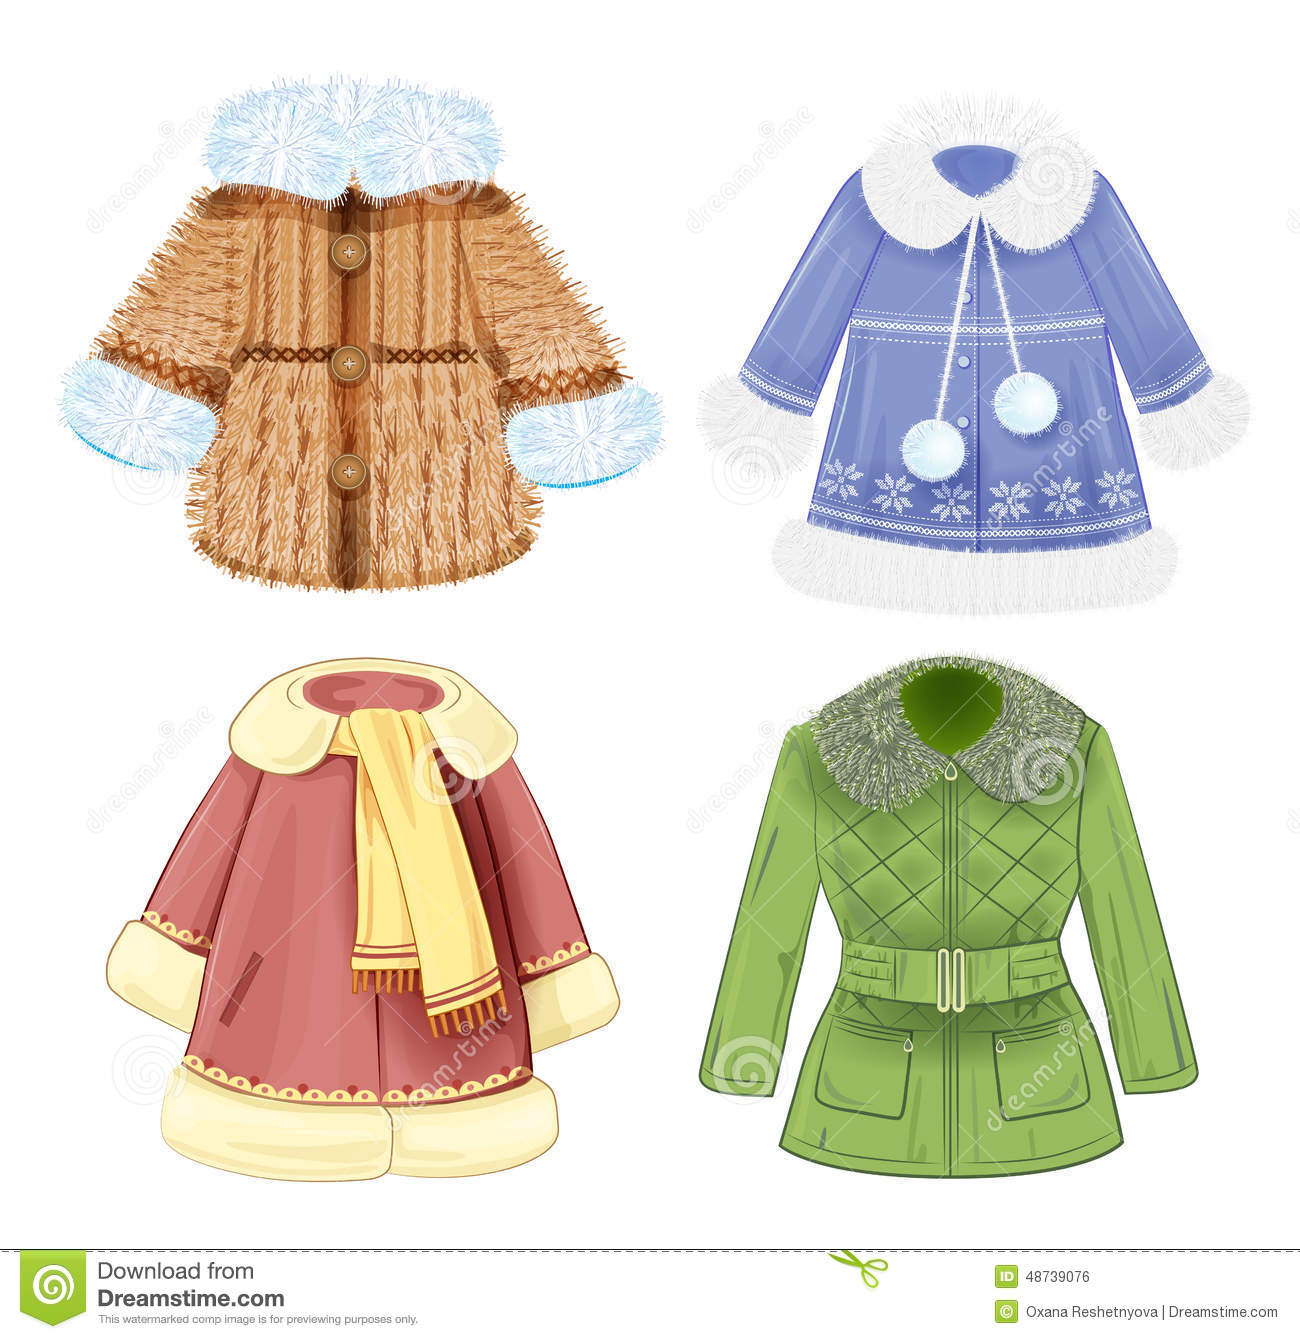 Download from
Dreamstime.com
This watermarked comp image is for previewing purposes only.
ID 48739076
© Oxana Reshetnyova | Dreamstime.com